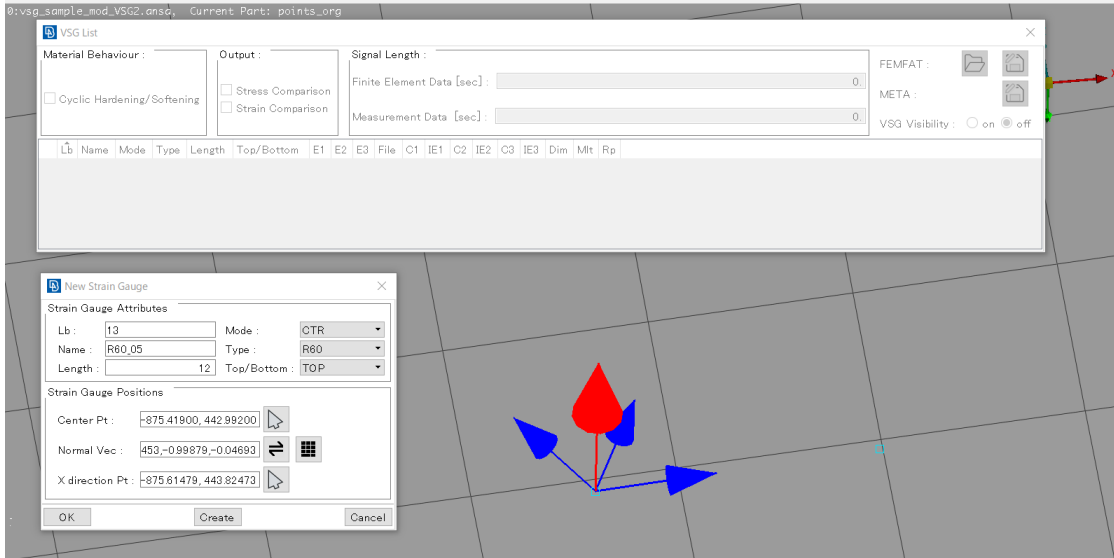 0:vsg_sample_mod_VSG2.ansa, Current Part: points_org
VSG List
Material Behaviour :
Cyclic Hardening/Softening
Output :
Stress Comparison
Strain Comparison
Signal Length :
Finite Element Data [sec] : 0.
Measurement Data [sec] : 0.
FEMFAT :
META :
VSG Visibility : on off
Lb Name Mode Type Length Top/Bottom E1 E2 E3 File C1 IE1 C2 IE2 C3 IE3 Dim Mlt Rp
New Strain Gauge
Strain Gauge Attributes
Lb : 13 Mode : CTR
Name : R60_05 Type : R60
Length : 12 Top/Bottom : TOP
Strain Gauge Positions
Center Pt : -875.41900, 442.99200
Normal Vec : 453,-0.99879,-0.04693
X direction Pt : -875.61479, 443.82473
OK Create Cancel